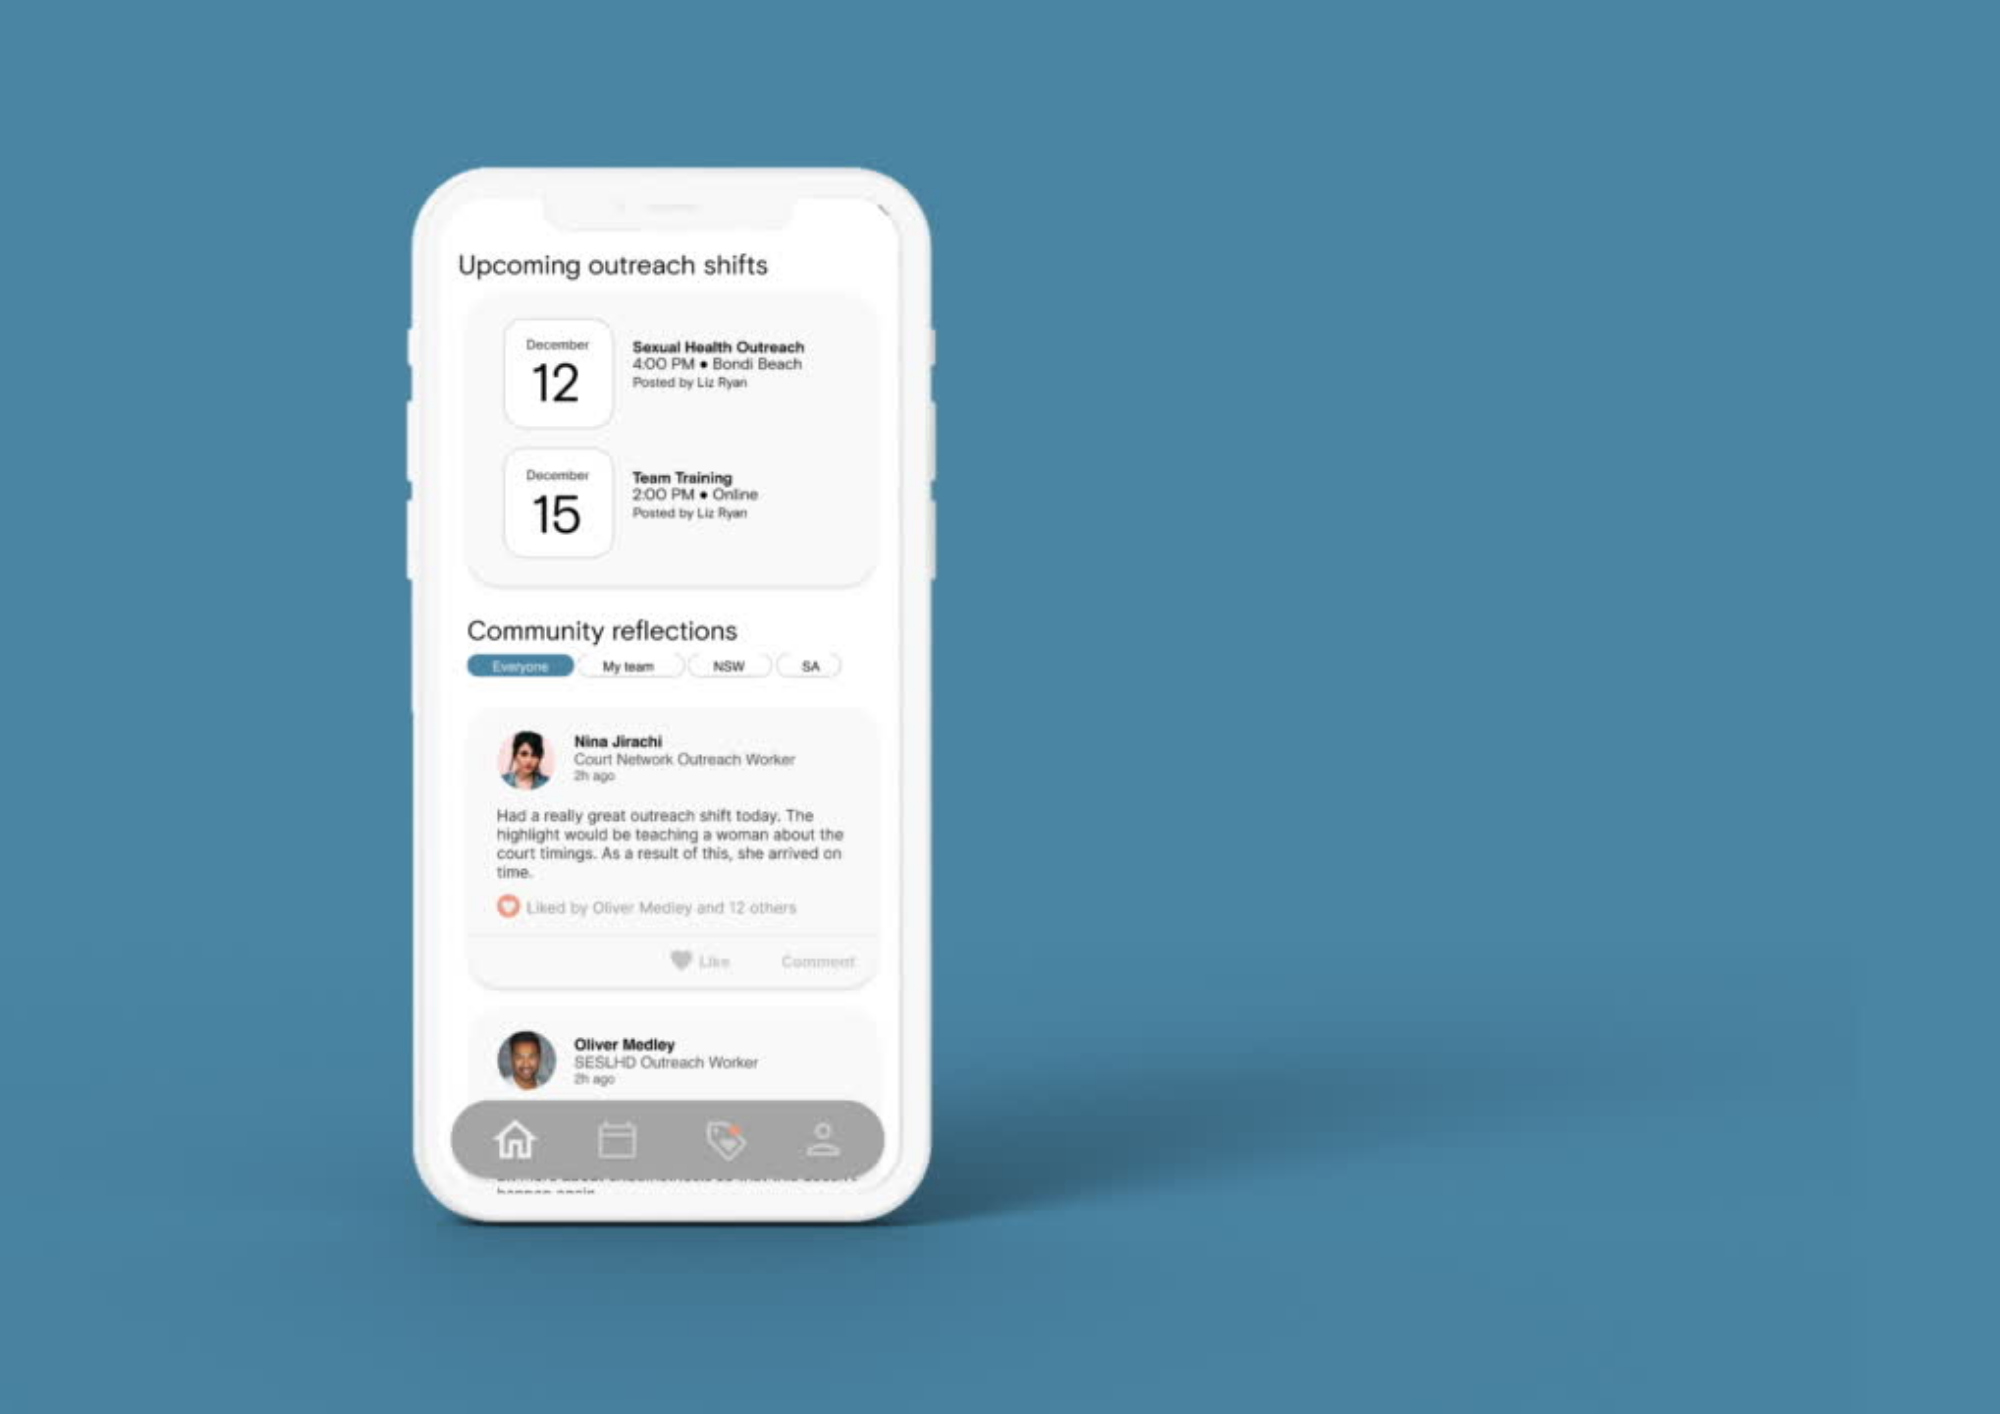 Upcoming outreach shifts
December
12
Sexual Health Outreach
4:00 PM • Bondi Beach
Posted by Liz Ryan
December
15
Team Training
2:00 PM • Online
Posted by Liz Ryan
Community reflections
Everyone My team NSW SA
Nina Jirachi
Court Network Outreach Worker
2h ago
Had a really great outreach shift today. The
highlight would be teaching a woman about the
court timings. As a result of this, she arrived on
time.
Liked by Oliver Medley and 12 others
Like Comment
Oliver Medley
SESLHD Outreach Worker
2h ago